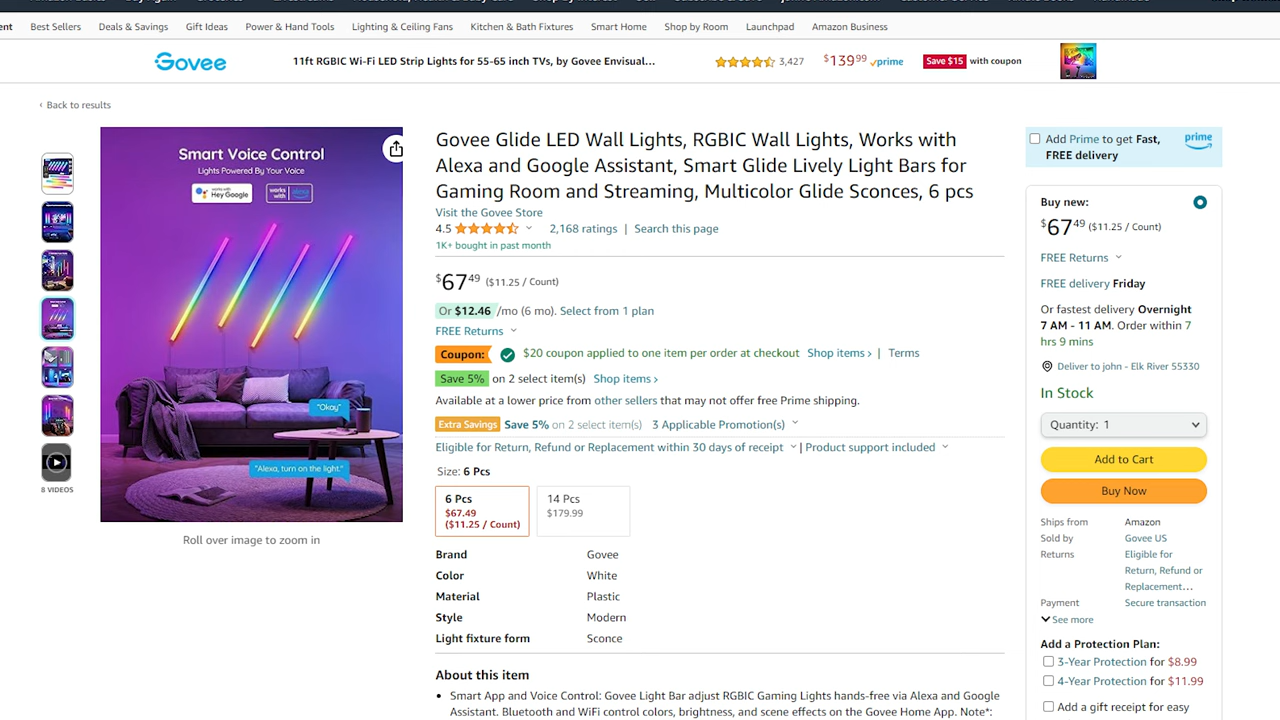 ent Best Sellers Deals & Savings Gift Ideas Power & Hand Tools Lighting & Ceiling Fans Kitchen & Bath Fixtures Smart Home Shop by Room Launchpad Amazon Business
Govee 11ft RGBIC Wi-Fi LED Strip Lights for 55-65 inch TVs, by Govee Envisual... 3,427 $139⁹⁹ prime Save $15 with coupon
‹ Back to results
Smart Voice Control
Lights Powered By Your Voice
works with Hey Google
works with alexa
"Okay"
"Alexa, turn on the light."
8 VIDEOS
Roll over image to zoom in
Govee Glide LED Wall Lights, RGBIC Wall Lights, Works with
Alexa and Google Assistant, Smart Glide Lively Light Bars for
Gaming Room and Streaming, Multicolor Glide Sconces, 6 pcs
Visit the Govee Store
4.5 2,168 ratings | Search this page
1K+ bought in past month
$67⁴⁹ ($11.25 / Count)
Or $12.46 /mo (6 mo). Select from 1 plan
FREE Returns
Coupon: $20 coupon applied to one item per order at checkout Shop items › | Terms
Save 5% on 2 select item(s) Shop items ›
Available at a lower price from other sellers that may not offer free Prime shipping.
Extra Savings Save 5% on 2 select item(s) 3 Applicable Promotion(s)
Eligible for Return, Refund or Replacement within 30 days of receipt | Product support included
Size: 6 Pcs
6 Pcs
$67.49
($11.25 / Count)
14 Pcs
$179.99
Brand Govee
Color White
Material Plastic
Style Modern
Light fixture form Sconce
About this item
• Smart App and Voice Control: Govee Light Bar adjust RGBIC Gaming Lights hands-free via Alexa and Google
Assistant. Bluetooth and WiFi control colors, brightness, and scene effects on the Govee Home App. Note*:
Add Prime to get Fast,
FREE delivery
prime
Buy new:
$67⁴⁹ ($11.25 / Count)
FREE Returns
FREE delivery Friday
Or fastest delivery Overnight
7 AM - 11 AM. Order within 7
hrs 9 mins
Deliver to john - Elk River 55330
In Stock
Quantity: 1
Add to Cart
Buy Now
Ships from Amazon
Sold by Govee US
Returns Eligible for
Return, Refund or
Replacement…
Payment Secure transaction
See more
Add a Protection Plan:
3-Year Protection for $8.99
4-Year Protection for $11.99
Add a gift receipt for easy